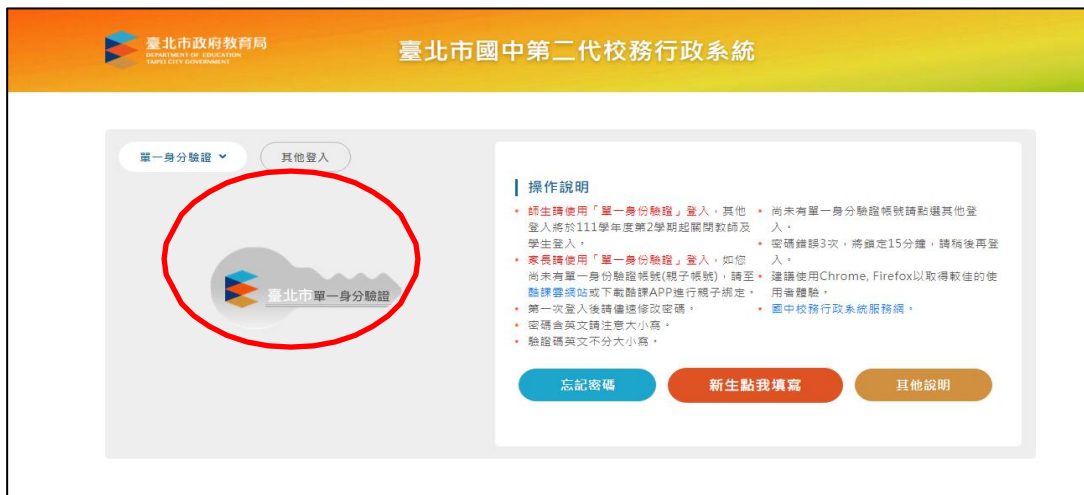 臺北市政府教育局
DEPARTMENT OF EDUCATION
TAIPEI CITY GOVERNMENT
臺北市國中第二代校務行政系統
單一身分驗證
其他登入
臺北市單一身分驗證
操作說明
• 師生請使用「單一身份驗證」登入，其他
登入將於111學年度第2學期起關閉教師及
學生登入。
• 家長請使用「單一身份驗證」登入，如您
尚未有單一身份驗證帳號(親子帳號)，請至
酷課雲網站或下載酷課APP進行親子綁定。
• 第一次登入後請儘速修改密碼。
• 密碼含英文請注意大小寫。
• 驗證碼英文不分大小寫。
• 尚未有單一身分驗證帳號請點選其他登
入。
• 密碼錯誤3次，將鎖定15分鐘，請稍後再登
入。
• 建議使用Chrome, Firefox以取得較佳的使
用者體驗。
• 國中校務行政系統服務網。
忘記密碼
新生點我填寫
其他說明